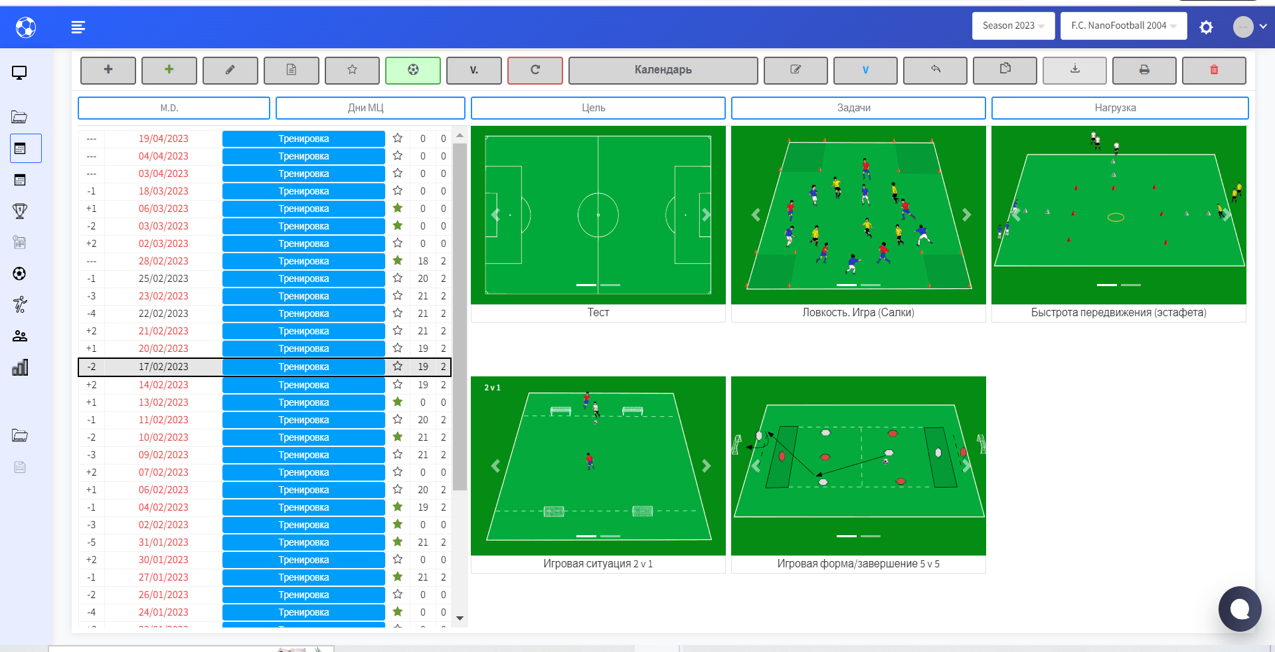 Season 2023
F.C. NanoFootball 2004
V.
Календарь
V
M.D.
Дни МЦ
Цель
Задачи
Нагрузка
--- 19/04/2023 Тренировка 0 0
--- 04/04/2023 Тренировка 0 0
--- 03/04/2023 Тренировка 0 0
-1 18/03/2023 Тренировка 0 0
+1 06/03/2023 Тренировка 0 0
-2 03/03/2023 Тренировка 0 0
+2 02/03/2023 Тренировка 0 0
--- 28/02/2023 Тренировка 18 2
-1 25/02/2023 Тренировка 20 2
-3 23/02/2023 Тренировка 21 2
-4 22/02/2023 Тренировка 21 2
+2 21/02/2023 Тренировка 21 2
+1 20/02/2023 Тренировка 19 2
-2 17/02/2023 Тренировка 19 2
+2 14/02/2023 Тренировка 19 2
+1 13/02/2023 Тренировка 0 0
-1 11/02/2023 Тренировка 20 2
-2 10/02/2023 Тренировка 21 2
-3 09/02/2023 Тренировка 21 2
+2 07/02/2023 Тренировка 0 0
+1 06/02/2023 Тренировка 20 2
-1 04/02/2023 Тренировка 19 2
-3 02/02/2023 Тренировка 0 0
-5 31/01/2023 Тренировка 21 2
+2 30/01/2023 Тренировка 0 0
-1 27/01/2023 Тренировка 21 2
-2 26/01/2023 Тренировка 0 0
-4 24/01/2023 Тренировка 0 0
Тест
Ловкость. Игра (Салки)
Быстрота передвижения (эстафета)
2 v 1
Игровая ситуация 2 v 1
Игровая форма/завершение 5 v 5